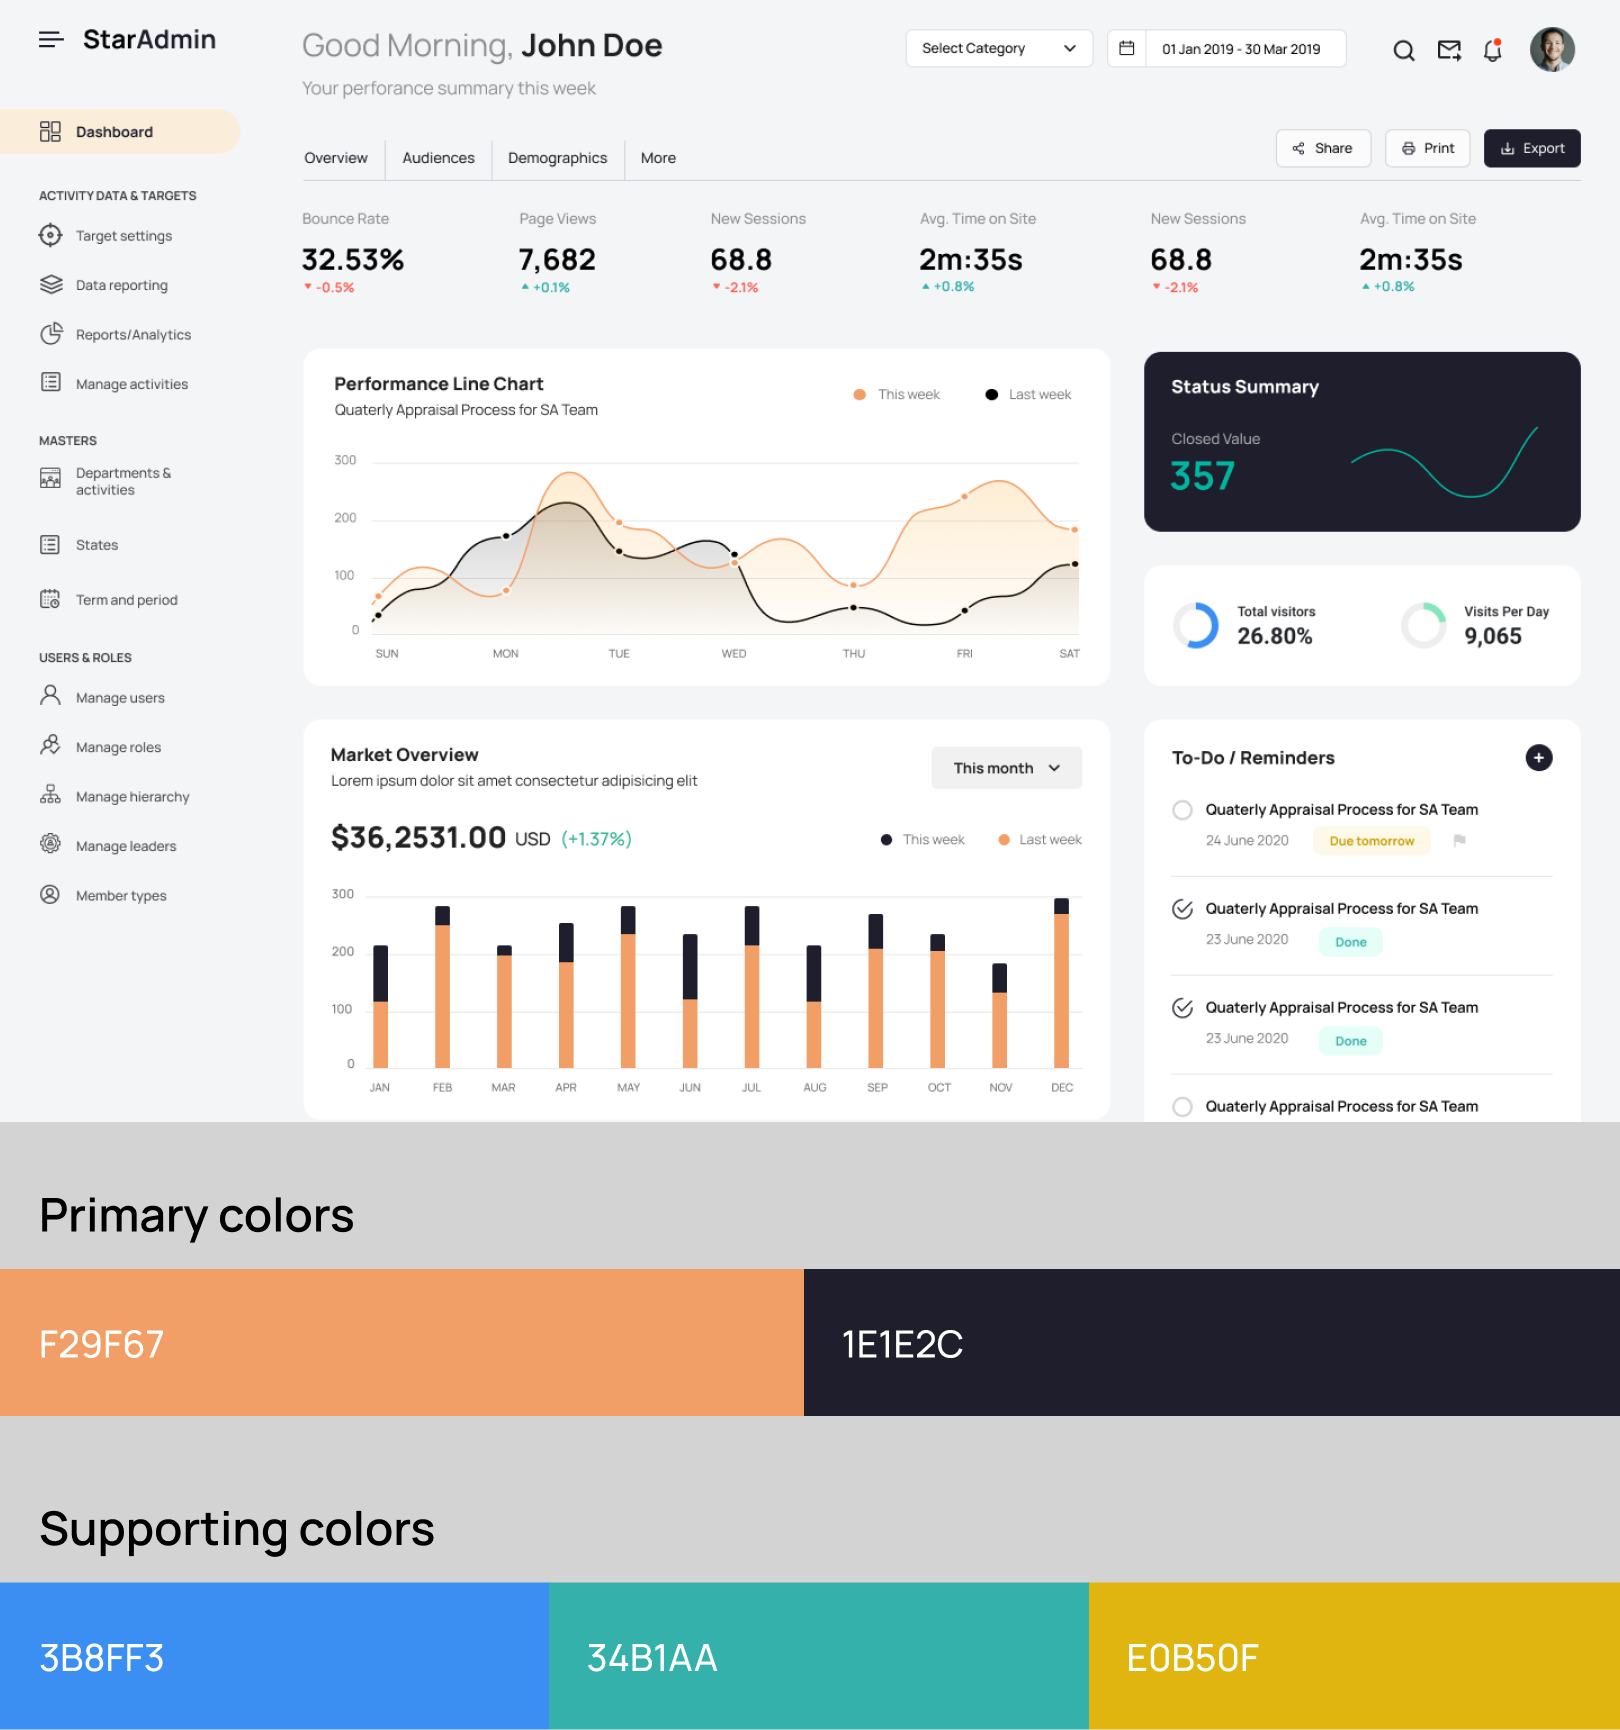 StarAdmin
Good Morning, John Doe
Your perforance summary this week
Select Category
01 Jan 2019 - 30 Mar 2019
Dashboard
ACTIVITY DATA & TARGETS
Target settings
Data reporting
Reports/Analytics
Manage activities
MASTERS
Departments &
activities
States
Term and period
USERS & ROLES
Manage users
Manage roles
Manage hierarchy
Manage leaders
Member types
Overview
Audiences
Demographics
More
Share
Print
Export
Bounce Rate
32.53%
-0.5%
Page Views
7,682
+0.1%
New Sessions
68.8
-2.1%
Avg. Time on Site
2m:35s
+0.8%
New Sessions
68.8
-2.1%
Avg. Time on Site
2m:35s
+0.8%
Performance Line Chart
Quaterly Appraisal Process for SA Team
This week
Last week
300
200
100
0
SUN MON TUE WED THU FRI SAT
Status Summary
Closed Value
357
Total visitors
26.80%
Visits Per Day
9,065
Market Overview
Lorem ipsum dolor sit amet consectetur adipisicing elit
This month
$36,2531.00 USD (+1.37%)
This week
Last week
300
200
100
0
JAN FEB MAR APR MAY JUN JUL AUG SEP OCT NOV DEC
To-Do / Reminders
Quaterly Appraisal Process for SA Team
24 June 2020 Due tomorrow
Quaterly Appraisal Process for SA Team
23 June 2020 Done
Quaterly Appraisal Process for SA Team
23 June 2020 Done
Quaterly Appraisal Process for SA Team
Primary colors
F29F67
1E1E2C
Supporting colors
3B8FF3
34B1AA
E0B50F